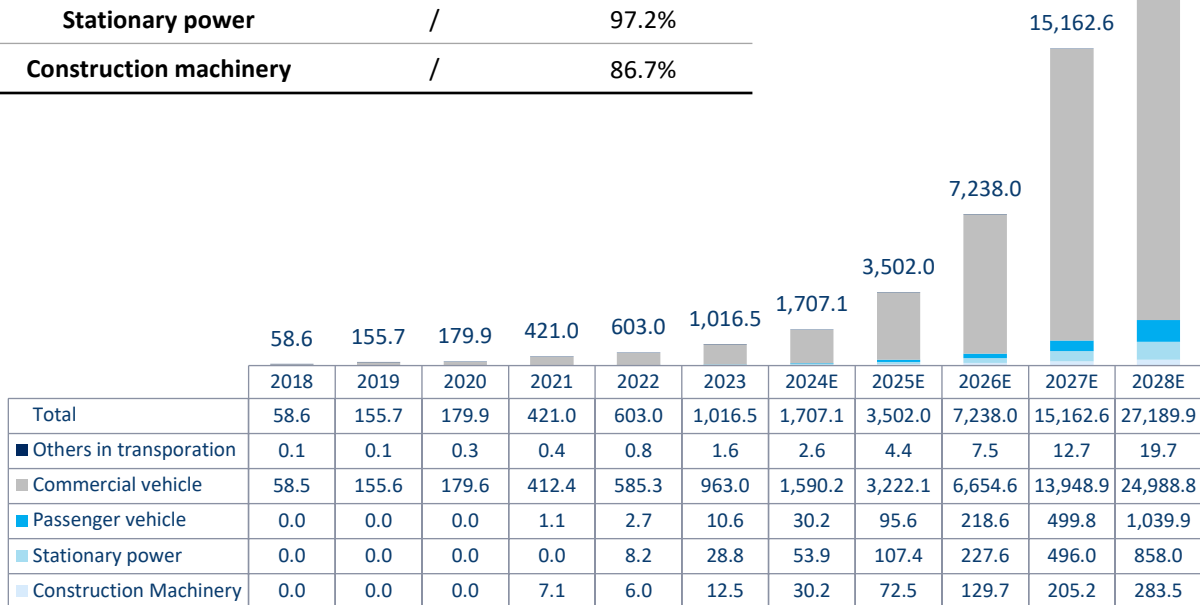 Stationary power / 97.2%
Construction machinery / 86.7%
15,162.6
7,238.0
3,502.0
1,707.1
1,016.5
603.0
421.0
179.9
155.7
58.6
2018 2019 2020 2021 2022 2023 2024E 2025E 2026E 2027E 2028E
Total 58.6 155.7 179.9 421.0 603.0 1,016.5 1,707.1 3,502.0 7,238.0 15,162.6 27,189.9
Others in transporation 0.1 0.1 0.3 0.4 0.8 1.6 2.6 4.4 7.5 12.7 19.7
Commercial vehicle 58.5 155.6 179.6 412.4 585.3 963.0 1,590.2 3,222.1 6,654.6 13,948.9 24,988.8
Passenger vehicle 0.0 0.0 0.0 1.1 2.7 10.6 30.2 95.6 218.6 499.8 1,039.9
Stationary power 0.0 0.0 0.0 0.0 8.2 28.8 53.9 107.4 227.6 496.0 858.0
Construction Machinery 0.0 0.0 0.0 7.1 6.0 12.5 30.2 72.5 129.7 205.2 283.5